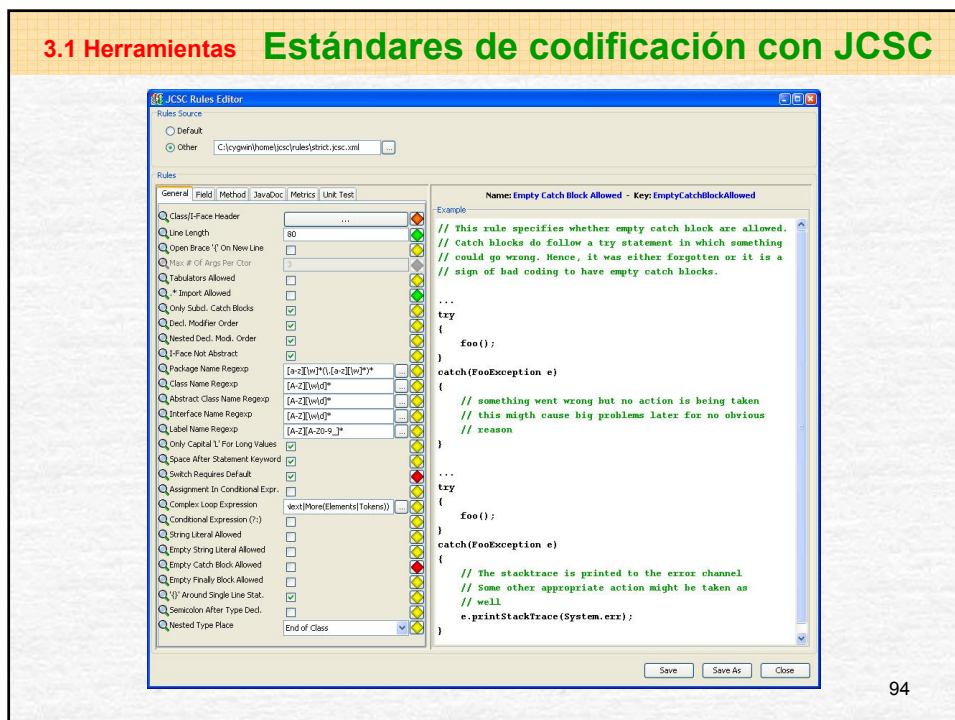 3.1 Herramientas Estándares de codificación con JCSC
JCSC Rules Editor
Rules Source
Default
Other C:\cygwin\home\jcsc\rules\strict.jcsc.xml ...
Rules
General Field Method JavaDoc Metrics Unit Test
Class/I-Face Header ...
Line Length 80
Open Brace '{' On New Line
Max # Of Args Per Ctor 3
Tabulators Allowed
.* Import Allowed
Only Subcl. Catch Blocks
Decl. Modifier Order
Nested Decl. Modi. Order
I-Face Not Abstract
Package Name Regexp [a-z][\w]*(\.[a-z][\w]*)* ...
Class Name Regexp [A-Z][\w\d]* ...
Abstract Class Name Regexp [A-Z][\w\d]* ...
Interface Name Regexp [A-Z][\w\d]* ...
Label Name Regexp [A-Z][A-Z0-9_]* ...
Only Capital 'L' For Long Values
Space After Statement Keyword
Switch Requires Default
Assignment In Conditional Expr.
Complex Loop Expression Next|More(Elements|Tokens)) ...
Conditional Expression (?:)
String Literal Allowed
Empty String Literal Allowed
Empty Catch Block Allowed
Empty Finally Block Allowed
'{}' Around Single Line Stat.
Semicolon After Type Decl.
Nested Type Place End of Class
Name: Empty Catch Block Allowed - Key: EmptyCatchBlockAllowed
Example
// This rule specifies whether empty catch block are allowed.
// Catch blocks do follow a try statement in which something
// could go wrong. Hence, it was either forgotten or it is a
// sign of bad coding to have empty catch blocks.
...
try
{
foo();
}
catch(FooException e)
{
// something went wrong but no action is being taken
// this migth cause big problems later for no obvious
// reason
}
...
try
{
foo();
}
catch(FooException e)
{
// The stacktrace is printed to the error channel
// Some other appropriate action might be taken as
// well
e.printStackTrace(System.err);
}
Save Save As Close
94